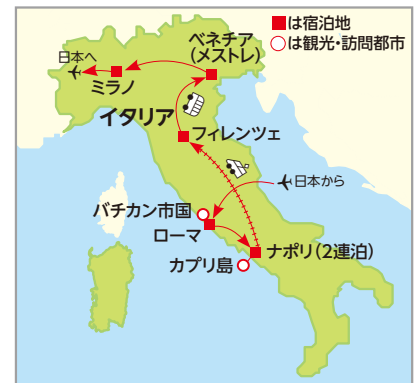 ■は宿泊地
○は観光・訪問都市
ベネチア
(メストレ)
日本へ
ミラノ
イタリア
フィレンツェ
日本から
バチカン市国
ローマ
ナポリ(2連泊)
カプリ島